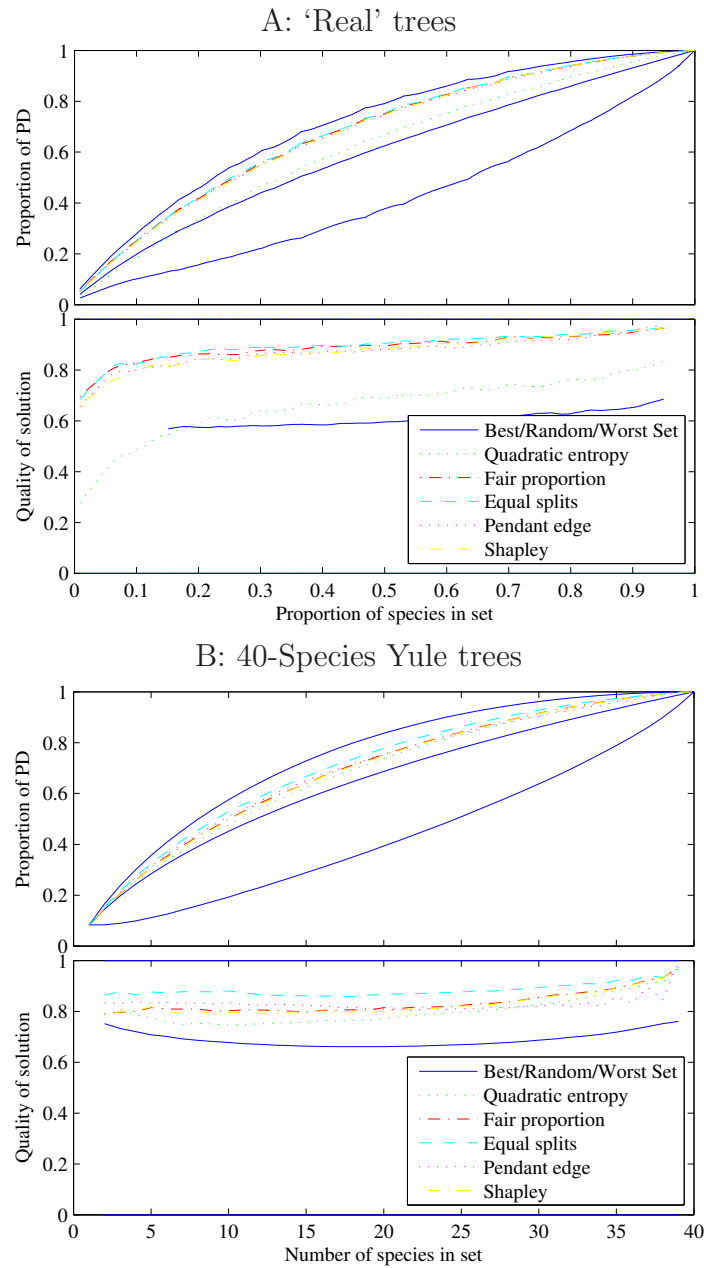 A: ‘Real’ trees
1
0.8
0.6
0.4
0.2
0
Proportion of PD
1
0.8
0.6
0.4
0.2
0
Quality of solution
Best/Random/Worst Set
Quadratic entropy
Fair proportion
Equal splits
Pendant edge
Shapley
0 0.1 0.2 0.3 0.4 0.5 0.6 0.7 0.8 0.9 1
Proportion of species in set
B: 40-Species Yule trees
1
0.8
0.6
0.4
0.2
0
Proportion of PD
1
0.8
0.6
0.4
0.2
0
Quality of solution
Best/Random/Worst Set
Quadratic entropy
Fair proportion
Equal splits
Pendant edge
Shapley
0 5 10 15 20 25 30 35 40
Number of species in set